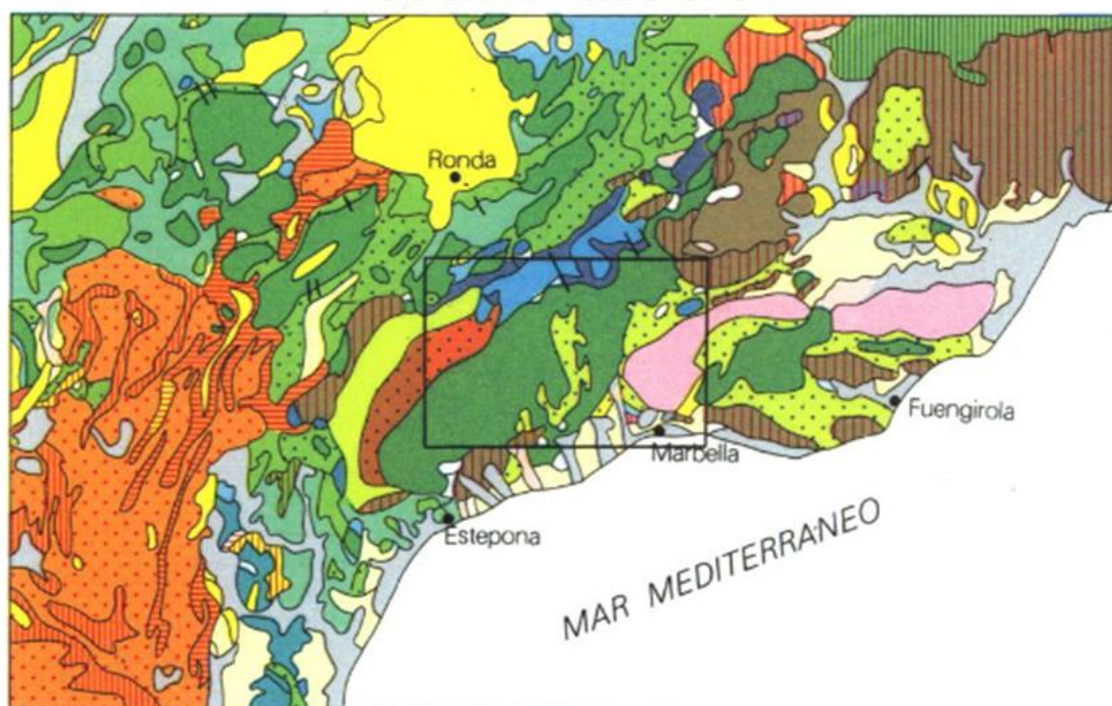 Ronda
Fuengirola
Marbella
Estepona
MAR MEDITERRANEO